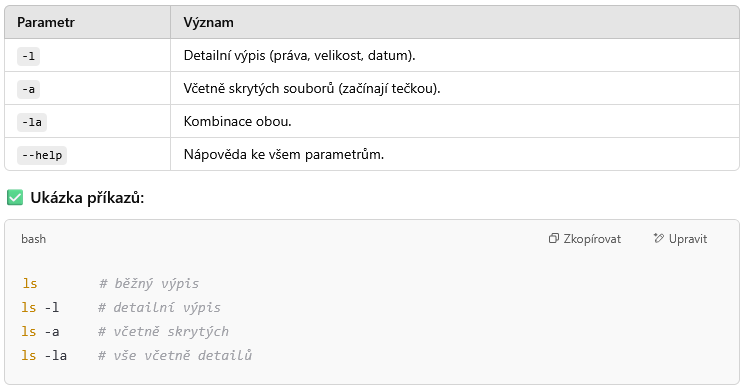 Parametr Význam
-l Detailní výpis (práva, velikost, datum).
-a Včetně skrytých souborů (začínají tečkou).
-la Kombinace obou.
--help Nápověda ke všem parametrům.
✅ Ukázka příkazů:
bash Zkopírovat Upravit
ls # běžný výpis
ls -l # detailní výpis
ls -a # včetně skrytých
ls -la # vše včetně detailů